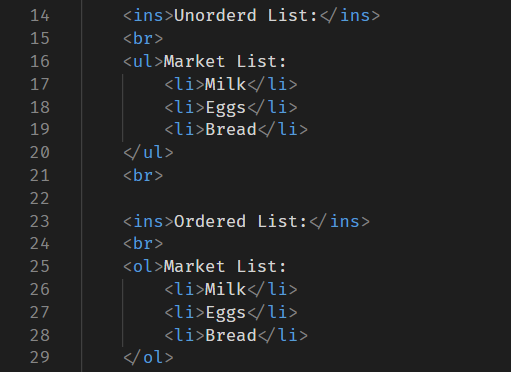 14 <ins>Unorderd List:</ins>
15 <br>
16 <ul>Market List:
17 <li>Milk</li>
18 <li>Eggs</li>
19 <li>Bread</li>
20 </ul>
21 <br>
22
23 <ins>Ordered List:</ins>
24 <br>
25 <ol>Market List:
26 <li>Milk</li>
27 <li>Eggs</li>
28 <li>Bread</li>
29 </ol>